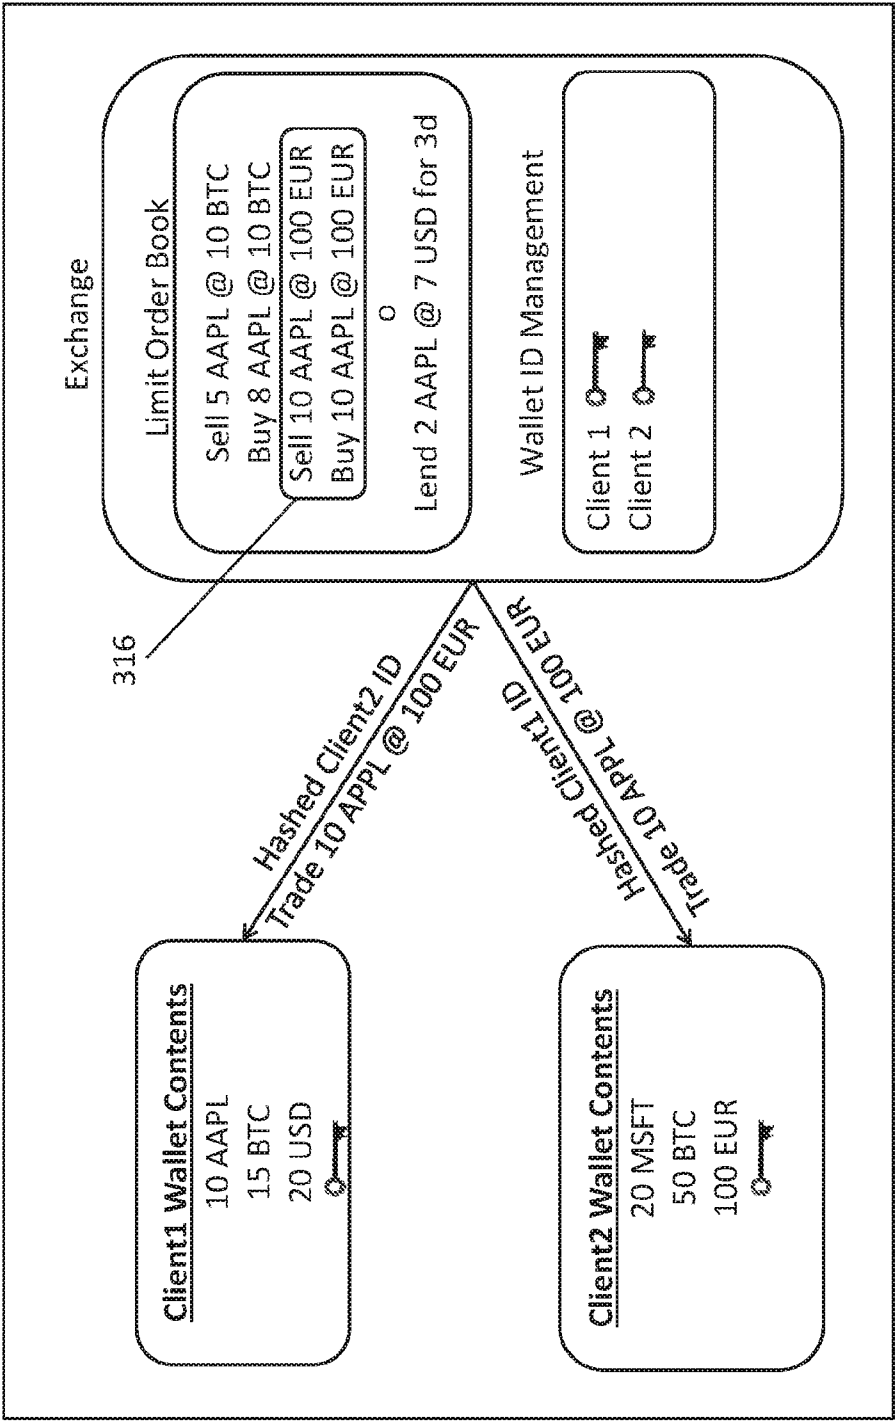 Exchange
Limit Order Book
Sell 5 AAPL @ 10 BTC
Buy 8 AAPL @ 10 BTC
Sell 10 AAPL @ 100 EUR
Buy 10 AAPL @ 100 EUR
O
Lend 2 AAPL @ 7 USD for 3d
Wallet ID Management
Client 1
Client 2
316
Hashed Client2 ID
Trade 10 APPL @ 100 EUR
Hashed Client1 ID
Trade 10 APPL @ 100 EUR
Client1 Wallet Contents
10 AAPL
15 BTC
20 USD
Client2 Wallet Contents
20 MSFT
50 BTC
100 EUR